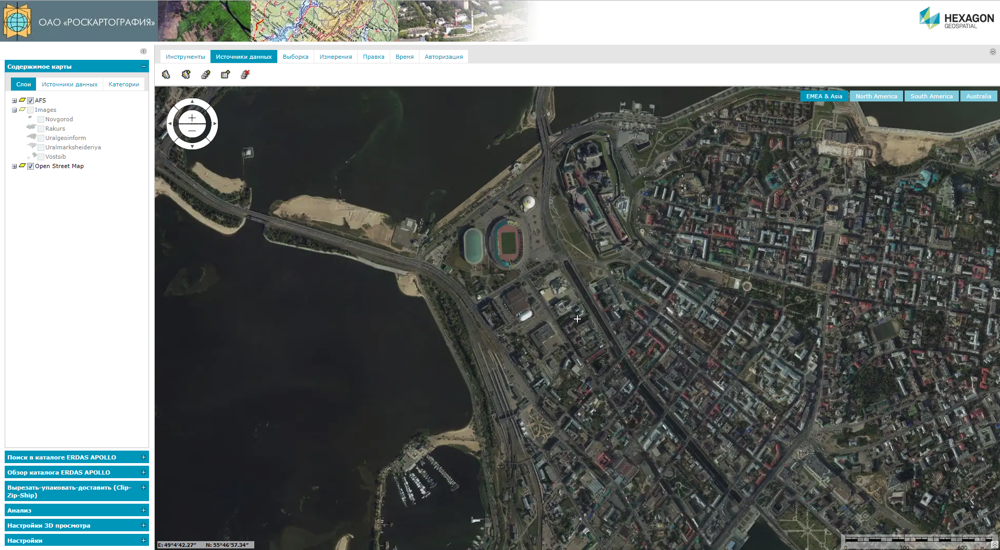 ОАО «РОСКАРТОГРАФИЯ»
HEXAGON
GEOSPATIAL
Содержимое карты
Слои Источники данных Категории
AFS
Images
Novgorod
Rakurs
Uralgeoinform
Uralmarksheideriya
Vostsib
Open Street Map
Поиск в каталоге ERDAS APOLLO
Обзор каталога ERDAS APOLLO
Вырезать-упаковать-доставить (Clip-
Zip-Ship)
Анализ
Настройки 3D просмотра
Настройки
Инструменты Источники данных Выборка Измерения Правка Время Авторизация
EMEA & Asia North America South America Australia
E: 49°4'42.27" N: 55°46'57.34"
0 300 600 м